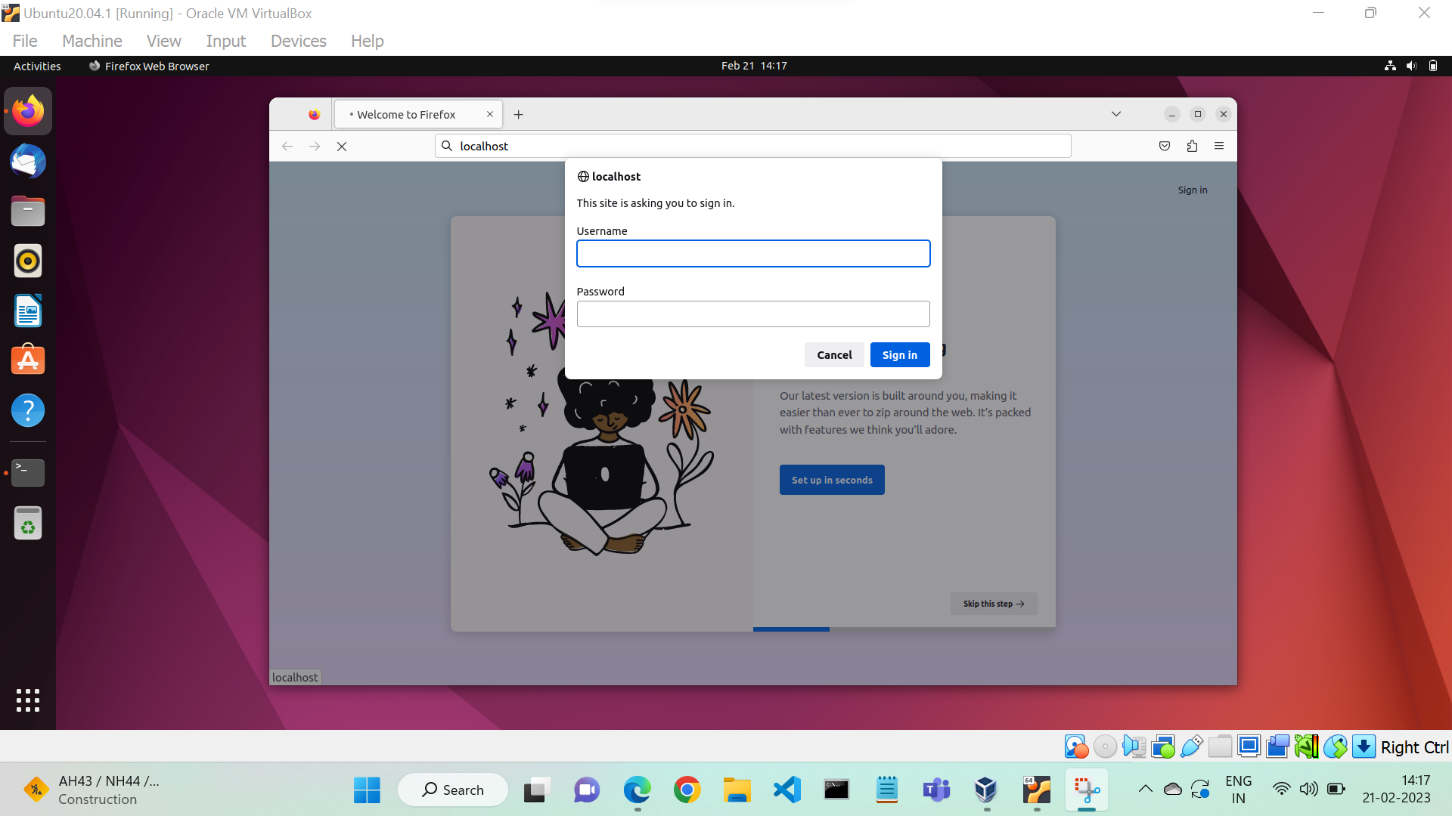 Ubuntu20.04.1 [Running] - Oracle VM VirtualBox
File Machine View Input Devices Help
Activities Firefox Web Browser Feb 21 14:17
Welcome to Firefox
localhost
Sign in
localhost
This site is asking you to sign in.
Username
Password
Cancel Sign in
Our latest version is built around you, making it
easier than ever to zip around the web. It's packed
with features we think you'll adore.
Set up in seconds
Skip this step →
localhost
Right Ctrl
AH43 / NH44 /...
Construction
Search
ENG
IN
14:17
21-02-2023